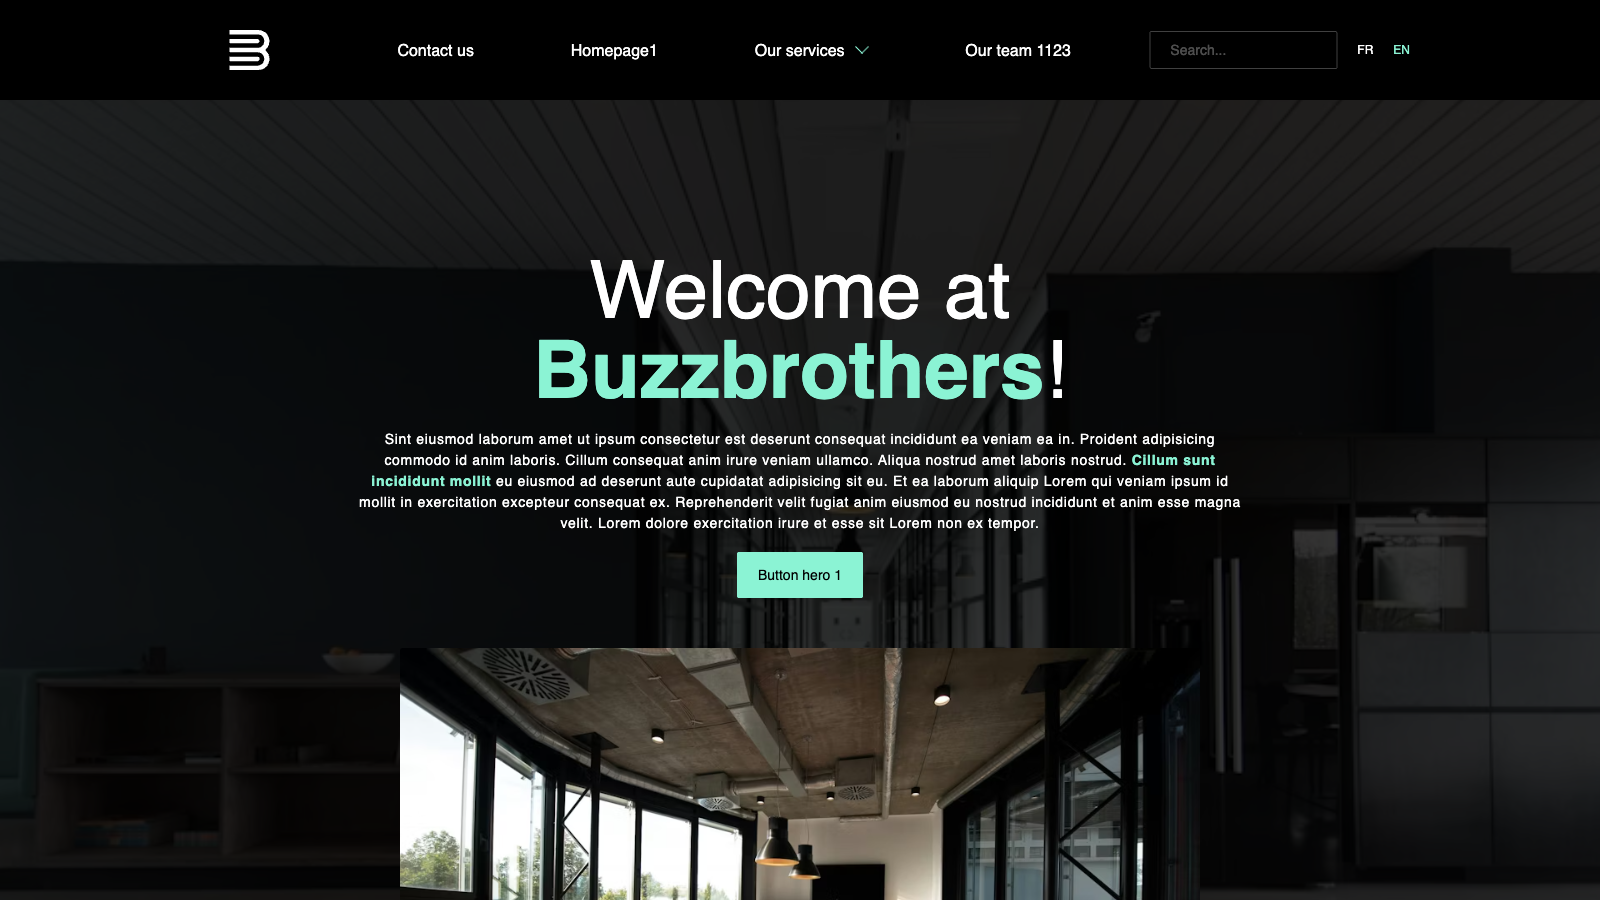 Contact us
Homepage1
Our services
Our team 1123
Search...
FR
EN
Welcome at
Buzzbrothers!
Sint eiusmod laborum amet ut ipsum consectetur est deserunt consequat incididunt ea veniam ea in. Proident adipisicing
commodo id anim laboris. Cillum consequat anim irure veniam ullamco. Aliqua nostrud amet laboris nostrud. Cillum sunt
incididunt mollit eu eiusmod ad deserunt aute cupidatat adipisicing sit eu. Et ea laborum aliquip Lorem qui veniam ipsum id
mollit in exercitation excepteur consequat ex. Reprehenderit velit fugiat anim eiusmod eu nostrud incididunt et anim esse magna
velit. Lorem dolore exercitation irure et esse sit Lorem non ex tempor.
Button hero 1